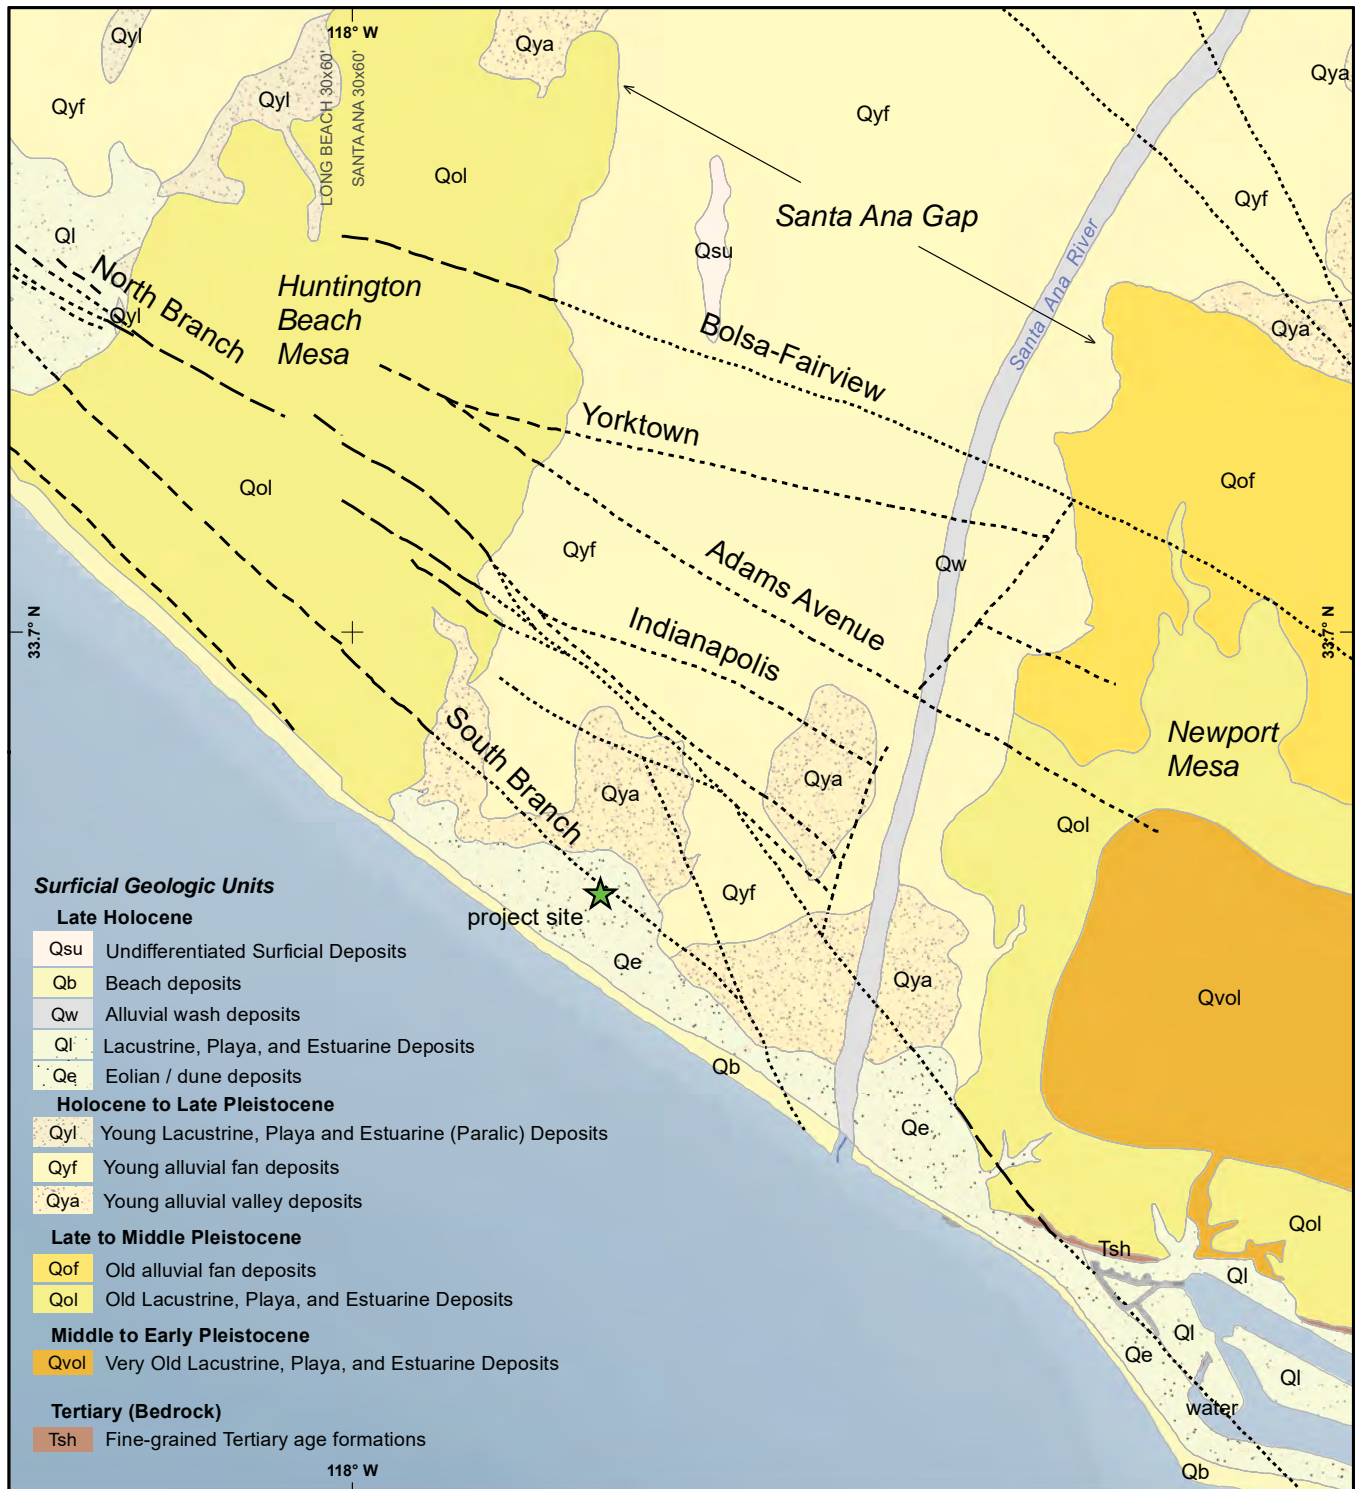 Qyl
118° W
Qya
Qyf
Qyl
LONG BEACH 30x60'
SANTA ANA 30x60'
Qol
Qyf
Qya
Ql
Qsu
Santa Ana Gap
Qyf
North Branch
Qyl
Huntington
Beach
Mesa
Bolsa-Fairview
Santa Ana River
Qya
Yorktown
Qol
Qof
Qyf
Adams Avenue
Qw
Indianapolis
33.7° N
33.7° N
South Branch
Newport
Mesa
Qya
Qya
Qol
Qyf
project site
Qe
Qya
Qvol
Qb
Qe
Tsh
Qol
Ql
Ql
Qe
Ql
water
Qb
Surficial Geologic Units
Late Holocene
Qsu Undifferentiated Surficial Deposits
Qb Beach deposits
Qw Alluvial wash deposits
Ql Lacustrine, Playa, and Estuarine Deposits
Qe Eolian / dune deposits
Holocene to Late Pleistocene
Qyl Young Lacustrine, Playa and Estuarine (Paralic) Deposits
Qyf Young alluvial fan deposits
Qya Young alluvial valley deposits
Late to Middle Pleistocene
Qof Old alluvial fan deposits
Qol Old Lacustrine, Playa, and Estuarine Deposits
Middle to Early Pleistocene
Qvol Very Old Lacustrine, Playa, and Estuarine Deposits
Tertiary (Bedrock)
Tsh Fine-grained Tertiary age formations
118° W